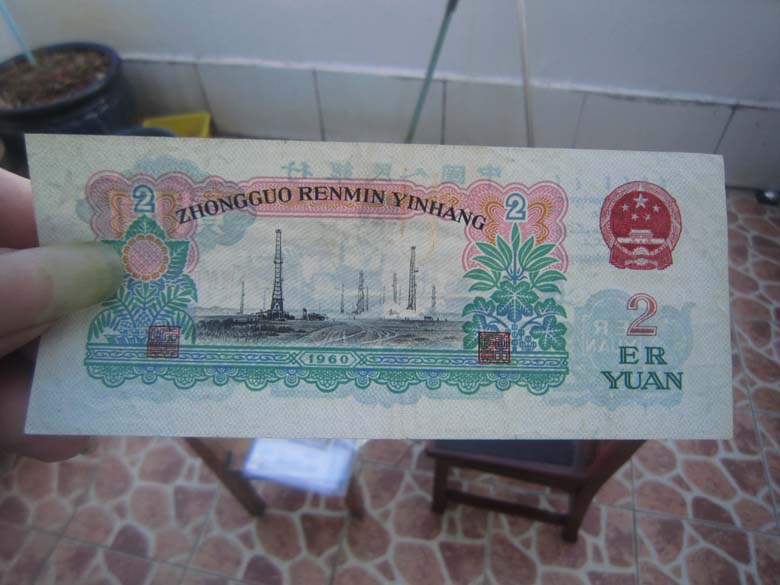 2
ZHONGGUO RENMIN YINHANG
2
1960
2
ER
YUAN